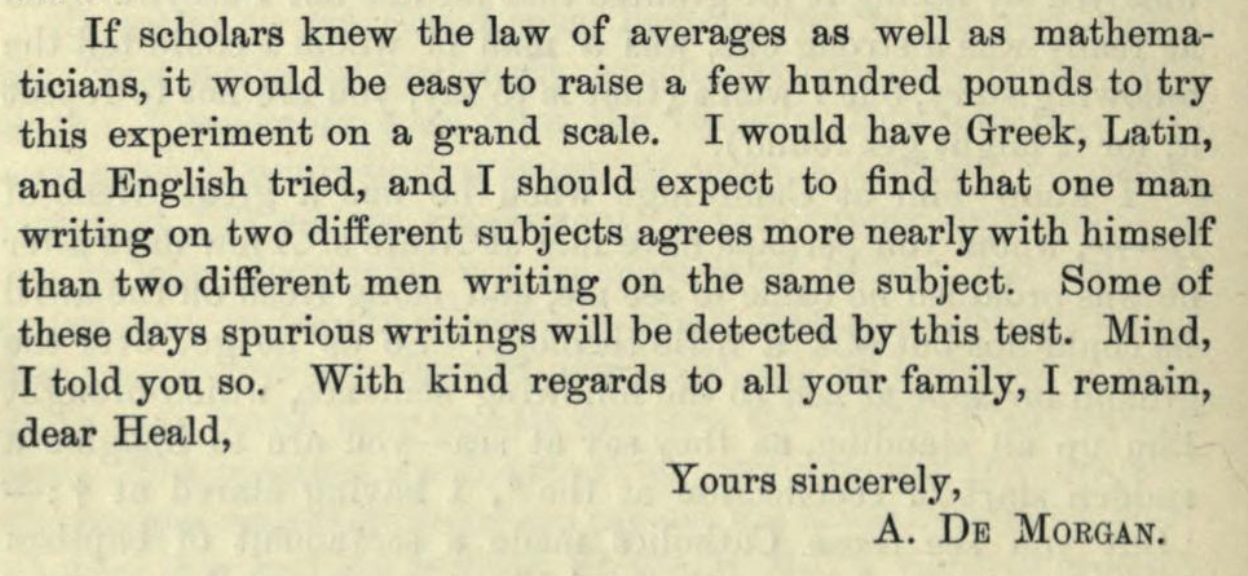 If scholars knew the law of averages as well as mathema-
ticians, it would be easy to raise a few hundred pounds to try
this experiment on a grand scale. I would have Greek, Latin,
and English tried, and I should expect to find that one man
writing on two different subjects agrees more nearly with himself
than two different men writing on the same subject. Some of
these days spurious writings will be detected by this test. Mind,
I told you so. With kind regards to all your family, I remain,
dear Heald,
Yours sincerely,
A. De Morgan.